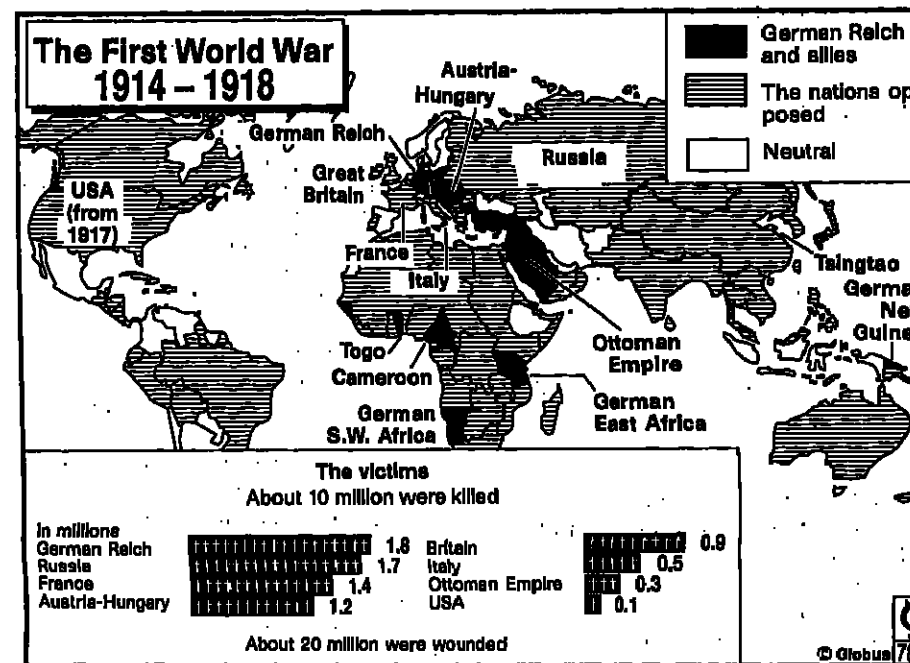 The First World War
1914 – 1918
German Reich
and allies
The nations op
posed
Neutral
Austria-
Hungary
German Reich
Great
Britain
Russia
USA
(from
1917)
France
Italy
Tsingtao
Germa
Ne
Guine
Togo
Cameroon
Ottoman
Empire
German
S.W. Africa
German
East Africa
The victims
About 10 million were killed
In millions
German Reich 1.8
Russia 1.7
France 1.4
Austria-Hungary 1.2
Britain 0.9
Italy 0.5
Ottoman Empire 0.3
USA 0.1
About 20 million were wounded
© Globus